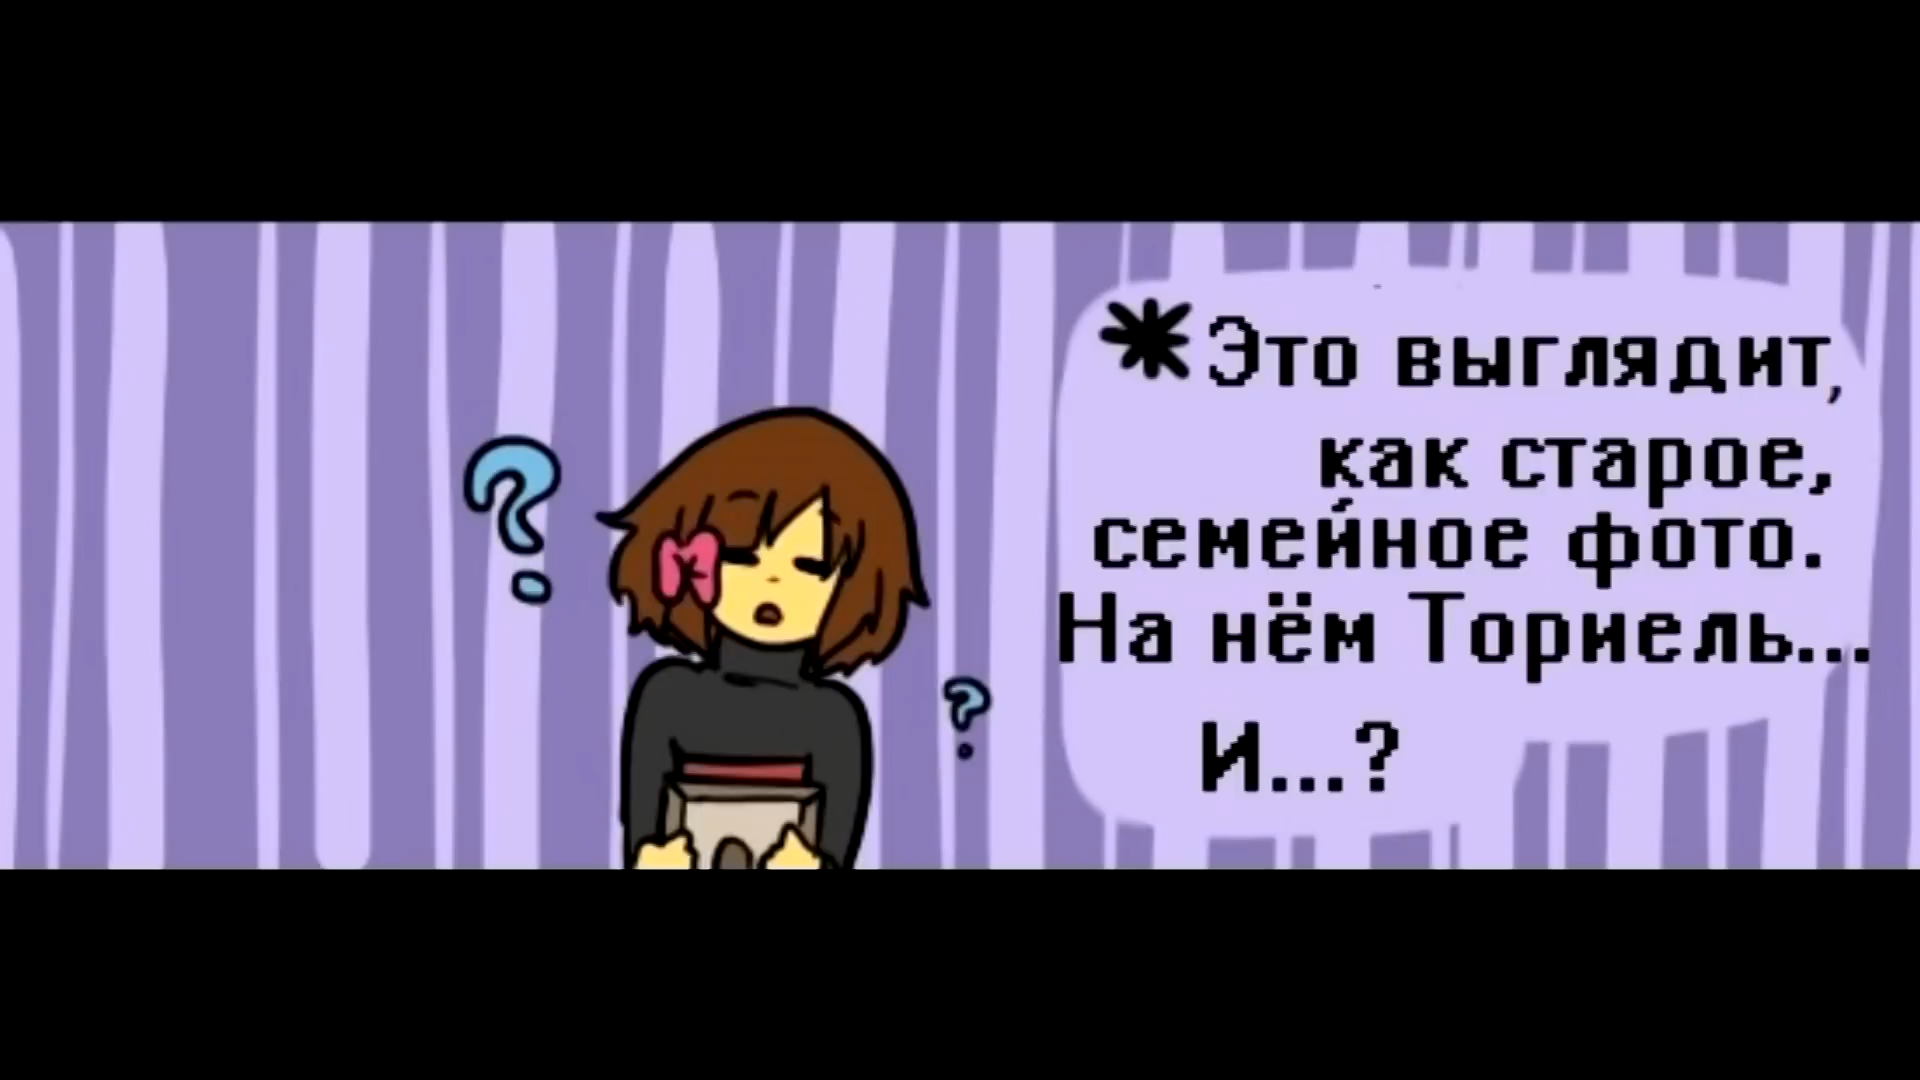 *Это выглядит,
как старое,
семейное фото.
На нём Ториель...
И...?
?
?